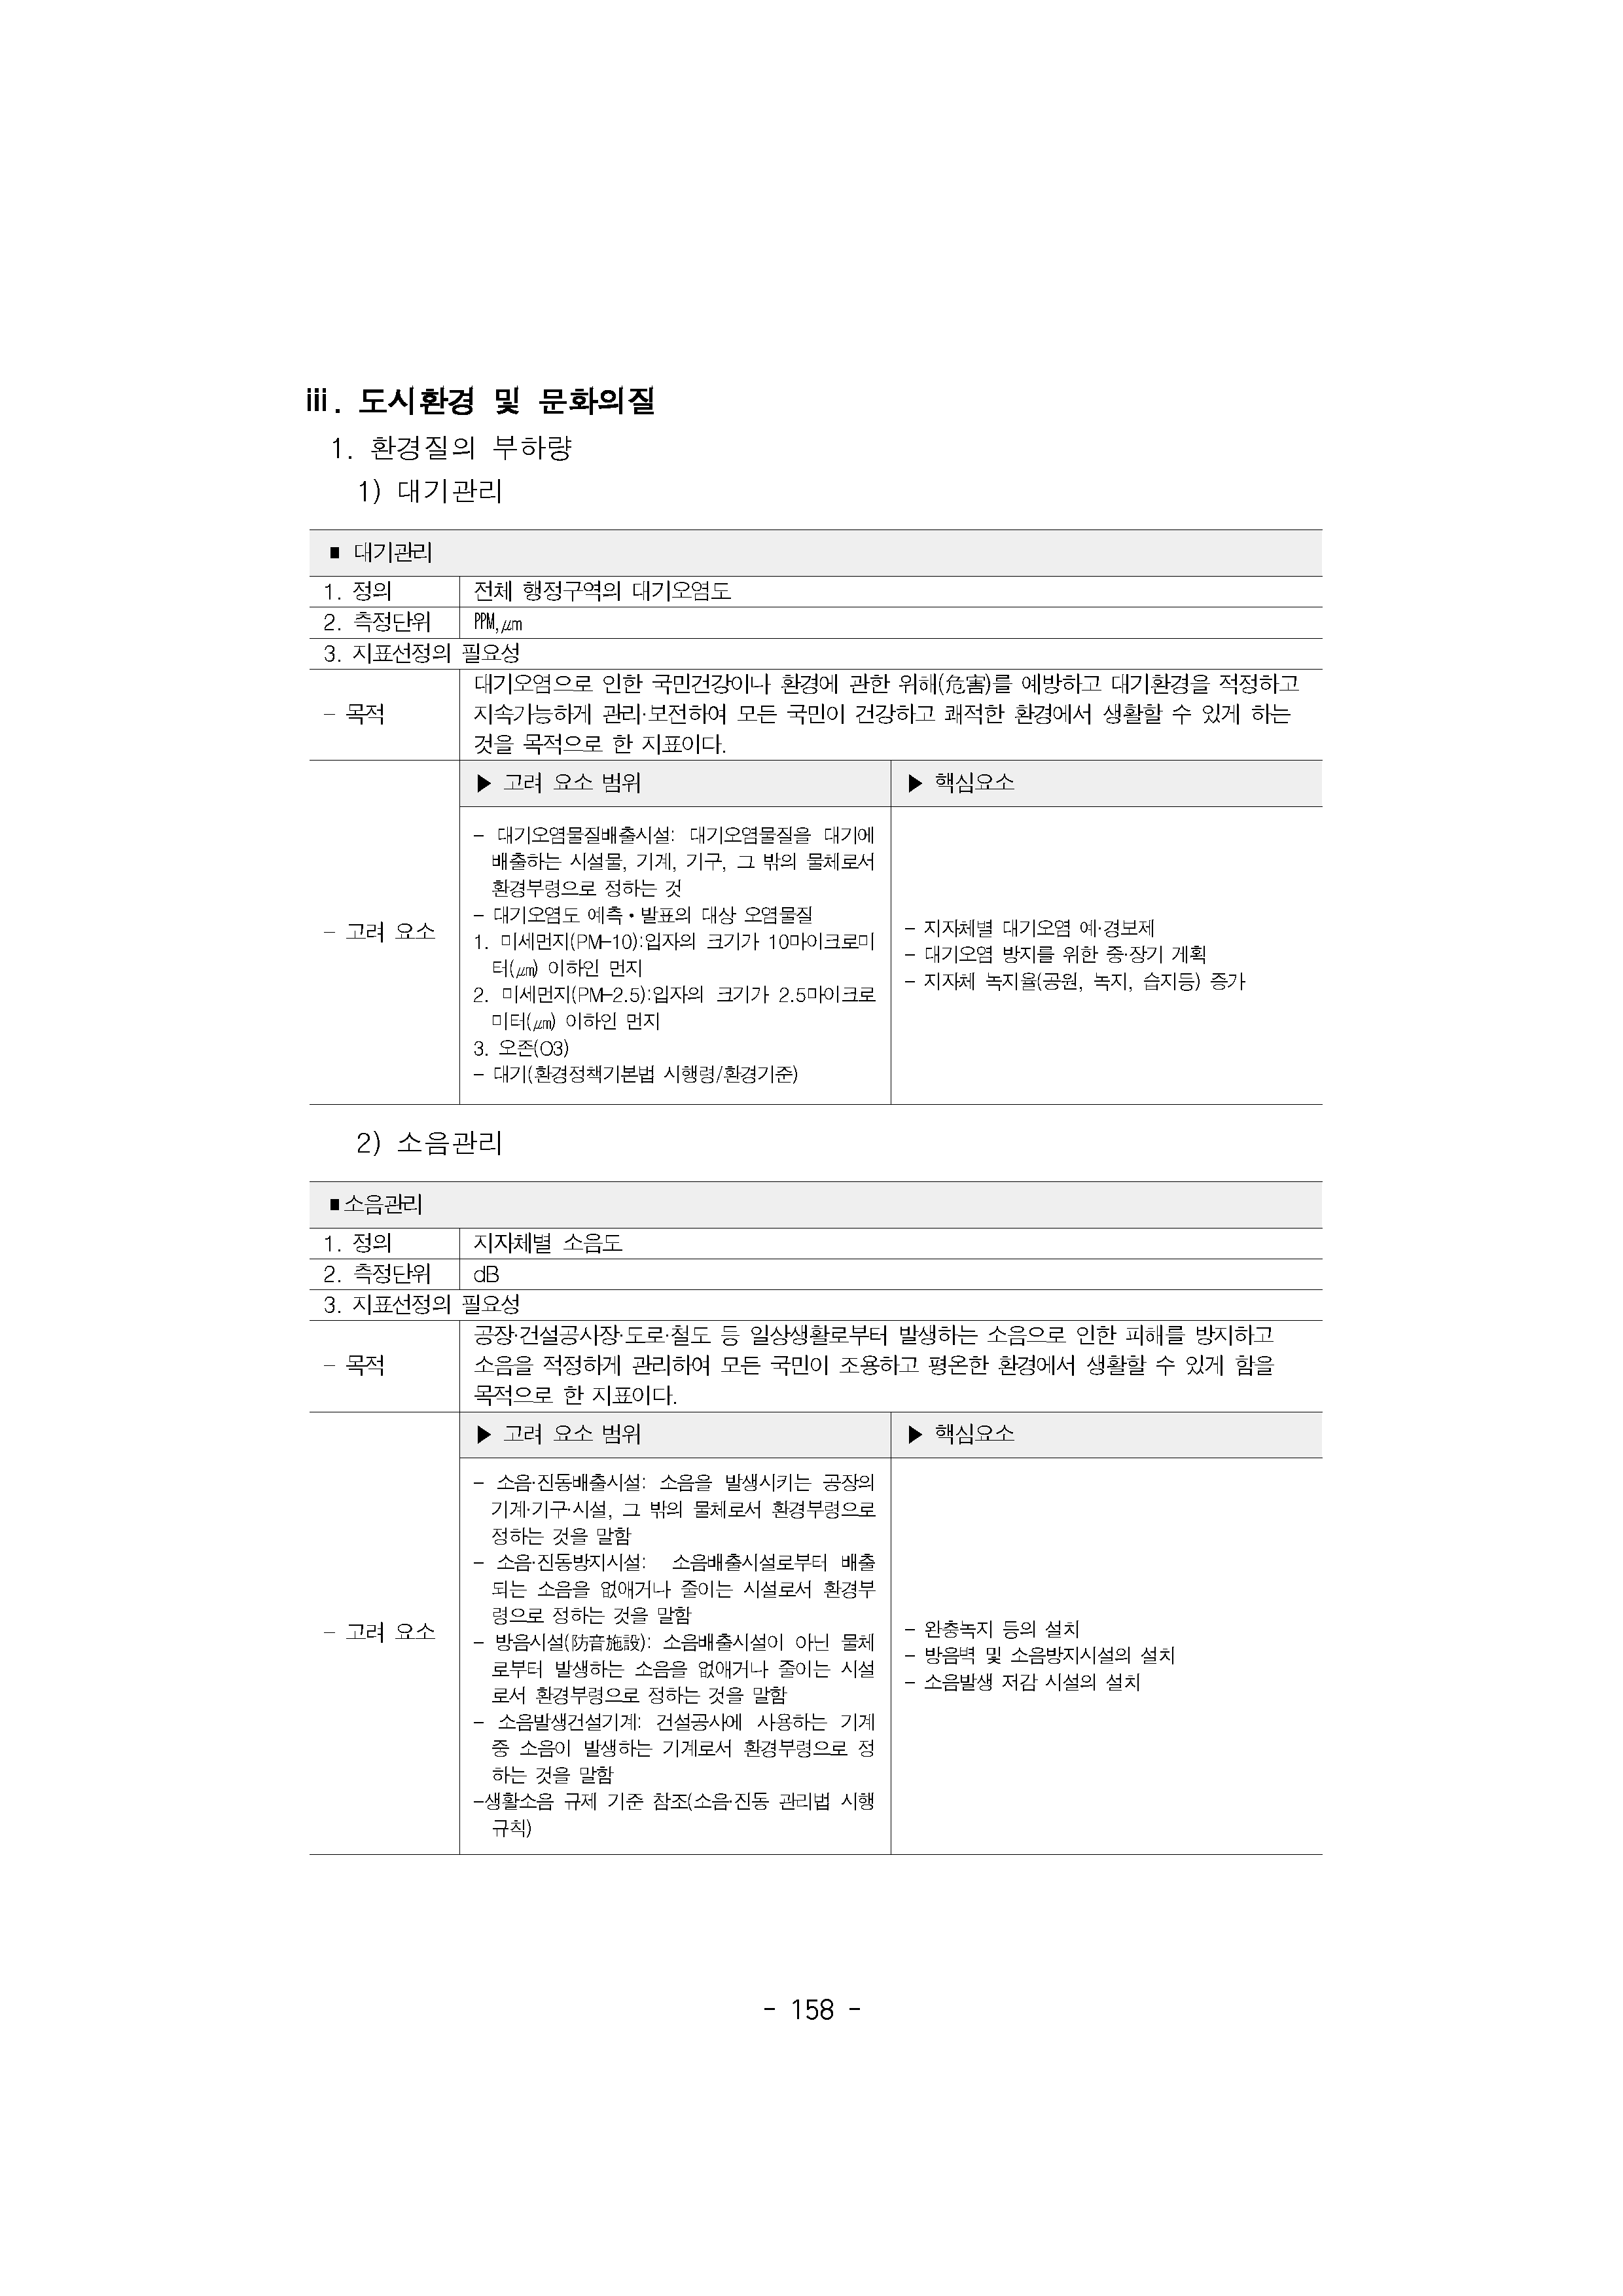 ⅲ. 도시환경 및 문화의질
1. 환경질의 부하량
1) 대기관리
■ 대기관리
1. 정의 전체 행정구역의 대기오염도
2. 측정단위 PPM,㎛
3. 지표선정의 필요성
- 목적
대기오염으로 인한 국민건강이나 환경에 관한 위해(危害)를 예방하고 대기환경을 적정하고
지속가능하게 관리·보전하여 모든 국민이 건강하고 쾌적한 환경에서 생활할 수 있게 하는
것을 목적으로 한 지표이다.
- 고려 요소
▶ 고려 요소 범위
- 대기오염물질배출시설: 대기오염물질을 대기에
배출하는 시설물, 기계, 기구, 그 밖의 물체로서
환경부령으로 정하는 것
- 대기오염도 예측·발표의 대상 오염물질
1. 미세먼지(PM-10):입자의 크기가 10마이크로미
터(㎛) 이하인 먼지
2. 미세먼지(PM-2.5):입자의 크기가 2.5마이크로
미터(㎛) 이하인 먼지
3. 오존(O3)
- 대기(환경정책기본법 시행령/환경기준)
▶ 핵심요소
- 지자체별 대기오염 예·경보제
- 대기오염 방지를 위한 중·장기 계획
- 지자체 녹지율(공원, 녹지, 습지등) 증가
2) 소음관리
■소음관리
1. 정의 지자체별 소음도
2. 측정단위 dB
3. 지표선정의 필요성
- 목적
공장·건설공사장·도로·철도 등 일상생활로부터 발생하는 소음으로 인한 피해를 방지하고
소음을 적정하게 관리하여 모든 국민이 조용하고 평온한 환경에서 생활할 수 있게 함을
목적으로 한 지표이다.
- 고려 요소
▶ 고려 요소 범위
- 소음·진동배출시설: 소음을 발생시키는 공장의
기계·기구·시설, 그 밖의 물체로서 환경부령으로
정하는 것을 말함
- 소음·진동방지시설: 소음배출시설로부터 배출
되는 소음을 없애거나 줄이는 시설로서 환경부
령으로 정하는 것을 말함
- 방음시설(防音施設): 소음배출시설이 아닌 물체
로부터 발생하는 소음을 없애거나 줄이는 시설
로서 환경부령으로 정하는 것을 말함
- 소음발생건설기계: 건설공사에 사용하는 기계
중 소음이 발생하는 기계로서 환경부령으로 정
하는 것을 말함
-생활소음 규제 기준 참조(소음·진동 관리법 시행
규칙)
▶ 핵심요소
- 완충녹지 등의 설치
- 방음벽 및 소음방지시설의 설치
- 소음발생 저감 시설의 설치
- 158 -